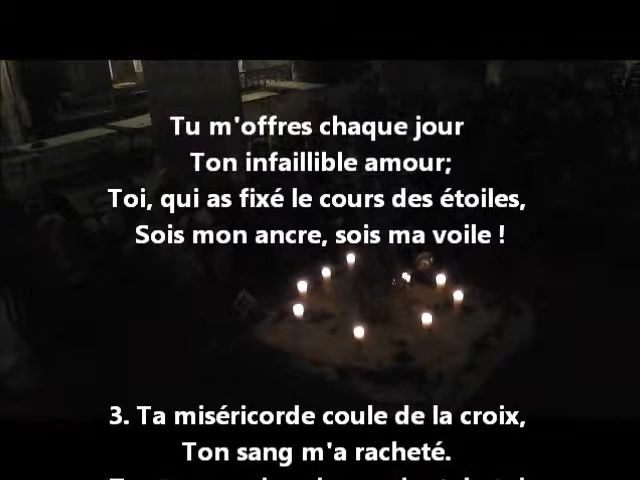 Tu m'offres chaque jour
Ton infaillible amour;
Toi, qui as fixé le cours des étoiles,
Sois mon ancre, sois ma voile !
3. Ta miséricorde coule de la croix,
Ton sang m'a racheté.